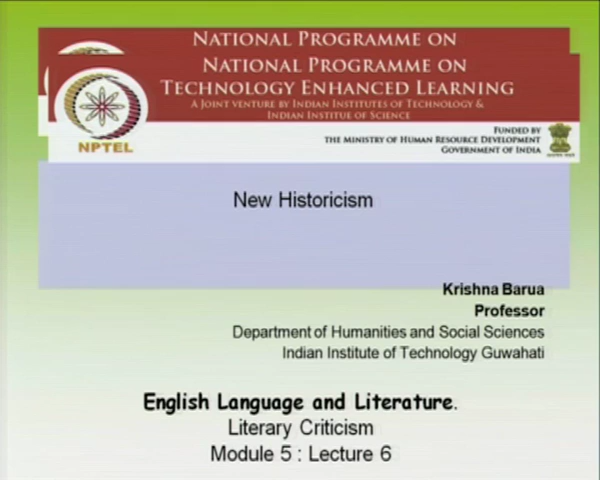 NATIONAL PROGRAMME ON
NATIONAL PROGRAMME ON
TECHNOLOGY ENHANCED LEARNING
A JOINT VENTURE BY INDIAN INSTITUTES OF TECHNOLOGY &
INDIAN INSTITUE OF SCIENCE
NPTEL
FUNDED BY
THE MINISTRY OF HUMAN RESOURCE DEVELOPMENT
GOVERNMENT OF INDIA
New Historicism
Krishna Barua
Professor
Department of Humanities and Social Sciences
Indian Institute of Technology Guwahati
English Language and Literature.
Literary Criticism
Module 5 : Lecture 6